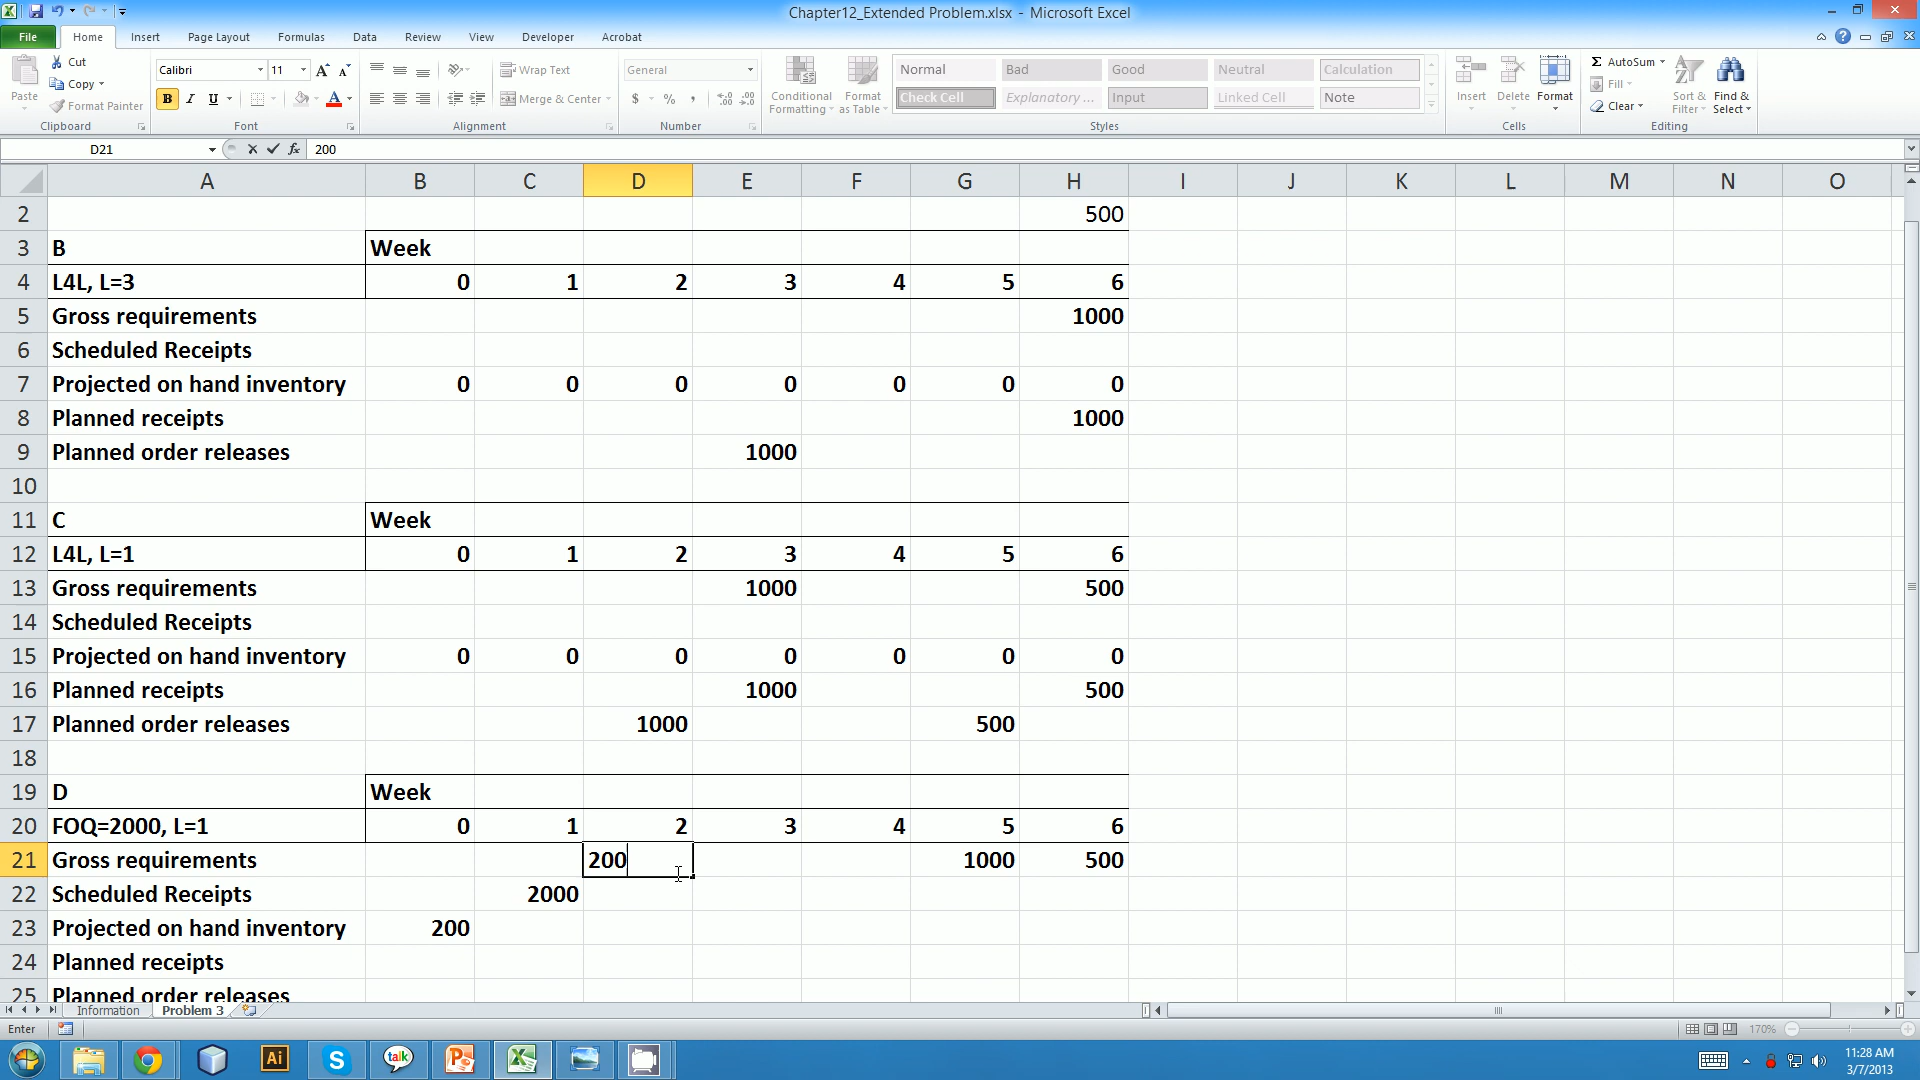 Chapter12_Extended Problem.xlsx - Microsoft Excel
File Home Insert Page Layout Formulas Data Review View Developer Acrobat
Paste Cut Copy Format Painter Clipboard
Calibri 11 A A B I U A Font
Wrap Text Merge & Center Alignment
General $ % , Number
Conditional Formatting Format as Table
Normal Bad Good Neutral Calculation
Check Cell Explanatory ... Input Linked Cell Note
Styles
Insert Delete Format Cells
Σ AutoSum Fill Clear Sort & Filter Find & Select Editing
D21 fx 200
A B C D E F G H I J K L M N O
2 500
3 B Week
4 L4L, L=3 0 1 2 3 4 5 6
5 Gross requirements 1000
6 Scheduled Receipts
7 Projected on hand inventory 0 0 0 0 0 0 0
8 Planned receipts 1000
9 Planned order releases 1000
10
11 C Week
12 L4L, L=1 0 1 2 3 4 5 6
13 Gross requirements 1000 500
14 Scheduled Receipts
15 Projected on hand inventory 0 0 0 0 0 0 0
16 Planned receipts 1000 500
17 Planned order releases 1000 500
18
19 D Week
20 FOQ=2000, L=1 0 1 2 3 4 5 6
21 Gross requirements 200 1000 500
22 Scheduled Receipts 2000
23 Projected on hand inventory 200
24 Planned receipts
25 Planned order releases
Information Problem 3
Enter 170%
Ai S talk P X
11:28 AM
3/7/2013